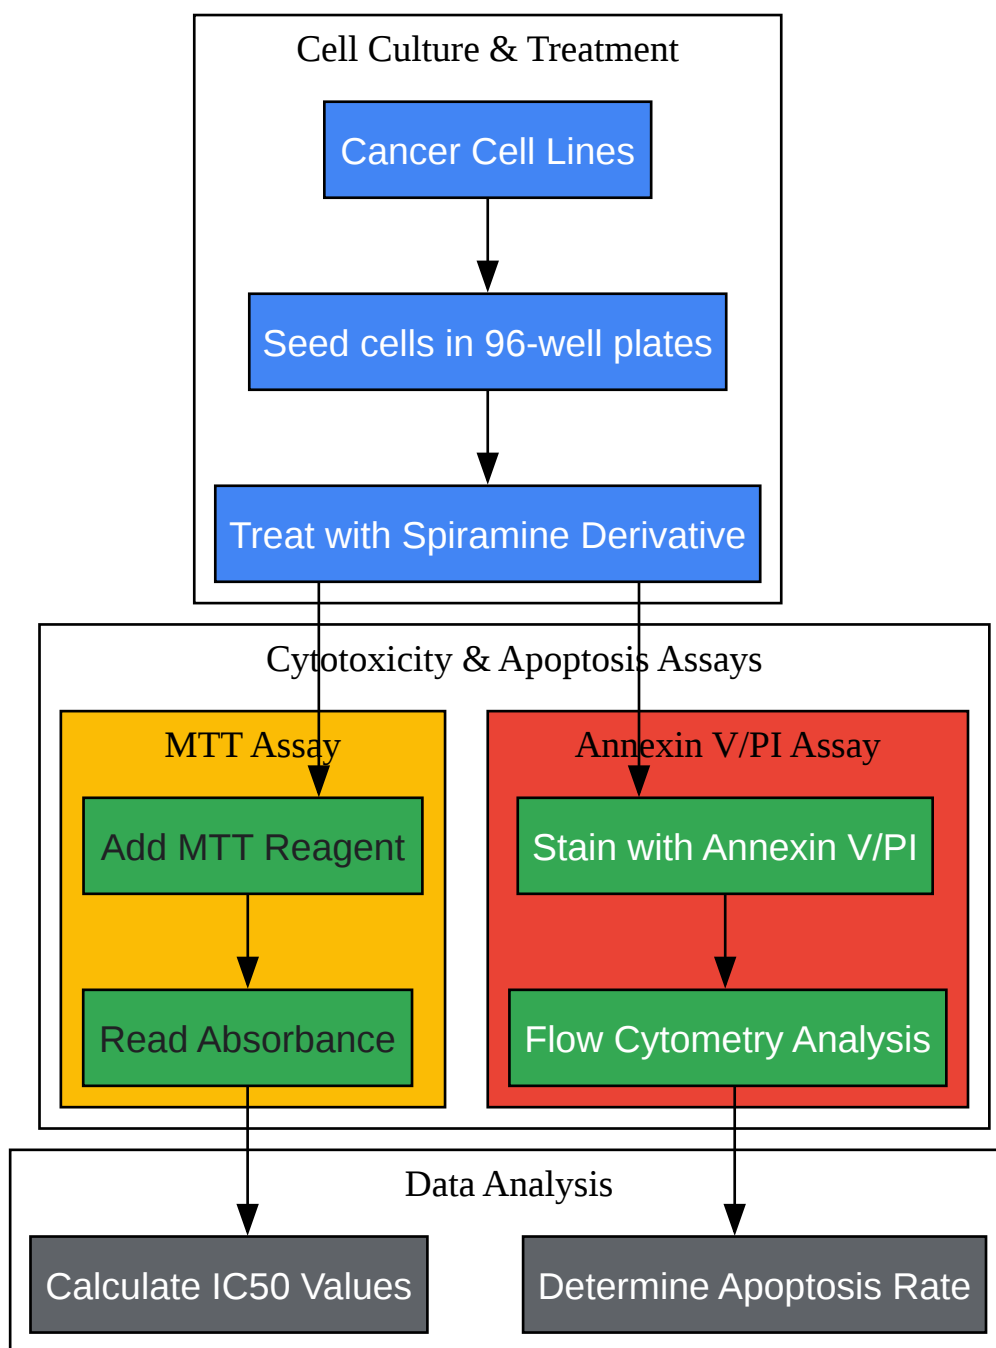 Cell Culture & Treatment
Cancer Cell Lines
Seed cells in 96-well plates
Treat with Spiramine Derivative
Cytotoxicity & Apoptosis Assays
MTT Assay
Annexin V/PI Assay
Add MTT Reagent
Stain with Annexin V/PI
Read Absorbance
Flow Cytometry Analysis
Data Analysis
Calculate IC50 Values
Determine Apoptosis Rate